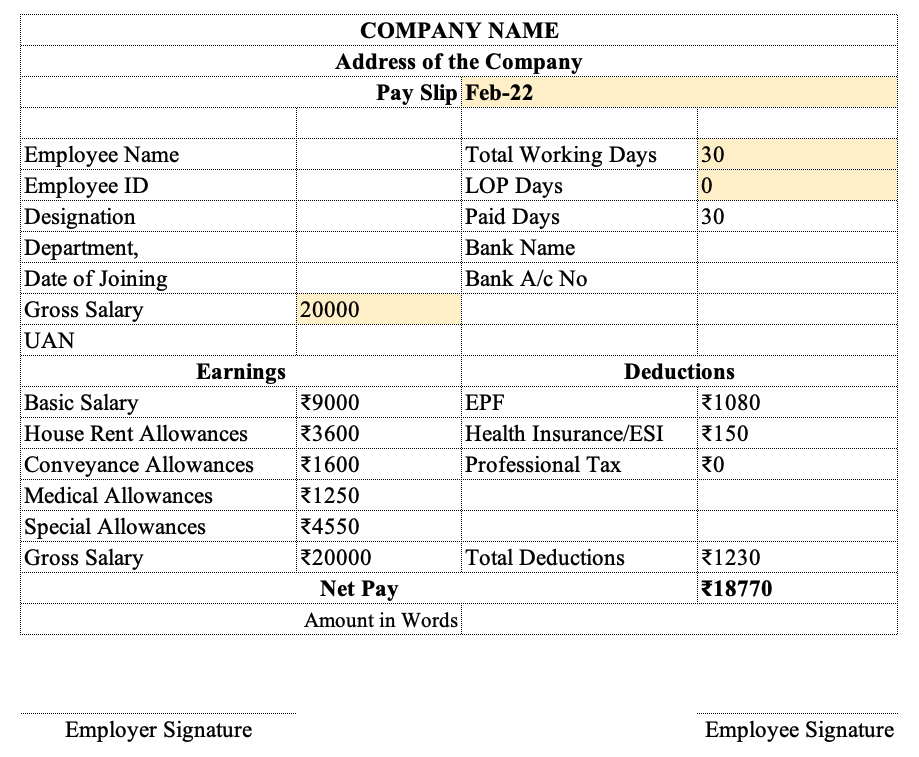 COMPANY NAME
Address of the Company
Pay Slip Feb-22
Employee Name Total Working Days 30
Employee ID LOP Days 0
Designation Paid Days 30
Department, Bank Name
Date of Joining Bank A/c No
Gross Salary 20000
UAN
Earnings Deductions
Basic Salary ₹9000 EPF ₹1080
House Rent Allowances ₹3600 Health Insurance/ESI ₹150
Conveyance Allowances ₹1600 Professional Tax ₹0
Medical Allowances ₹1250
Special Allowances ₹4550
Gross Salary ₹20000 Total Deductions ₹1230
Net Pay ₹18770
Amount in Words
Employer Signature Employee Signature